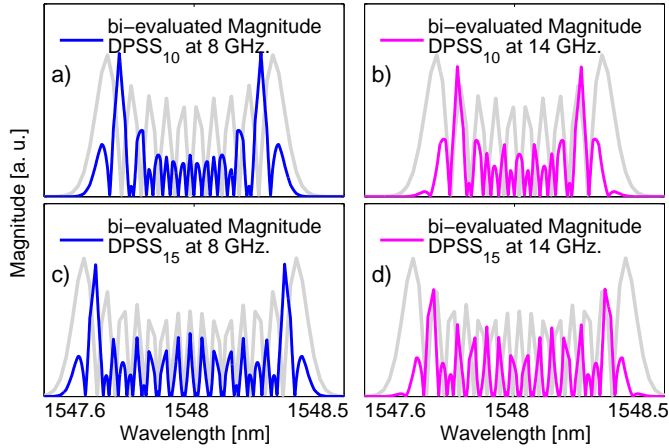 bi−evaluated Magnitude
DPSS10 at 8 GHz.
a)
bi−evaluated Magnitude
DPSS10 at 14 GHz.
b)
Magnitude [a. u.]
bi−evaluated Magnitude
DPSS15 at 8 GHz.
c)
bi−evaluated Magnitude
DPSS15 at 14 GHz.
d)
1547.6 1548 1548.5
1547.6 1548 1548.5
Wavelength [nm]
Wavelength [nm]